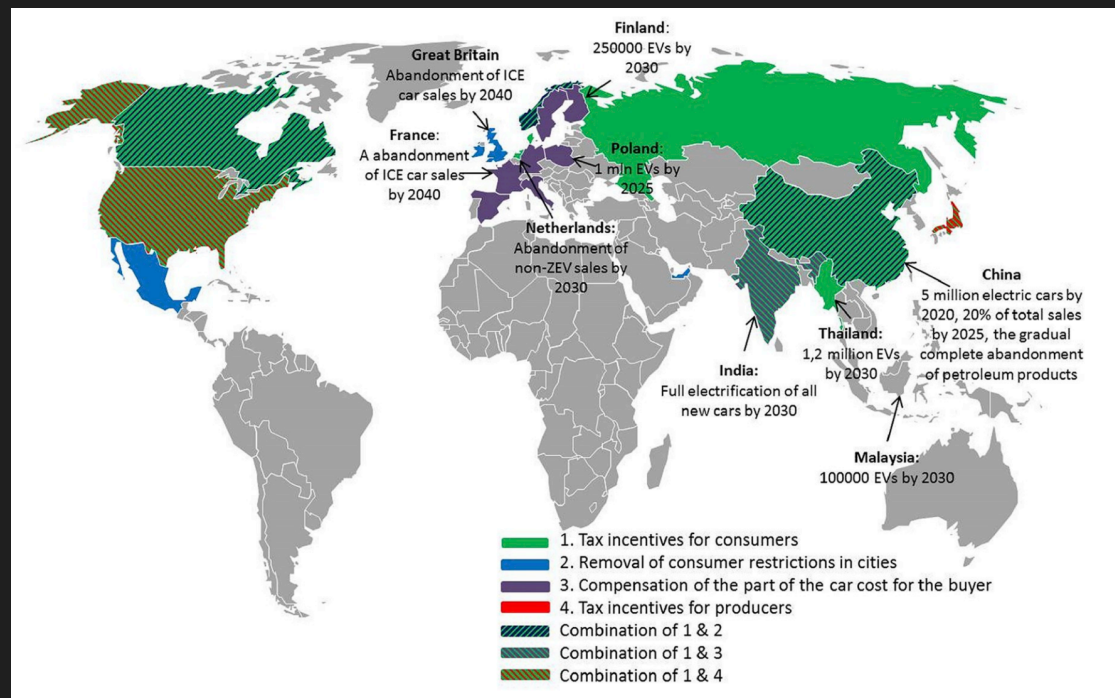 Finland:
250000 EVs by
2030
Great Britain
Abandonment of ICE
car sales by 2040
France:
A abandonment
of ICE car sales
by 2040
Poland:
1 mln EVs by
2025
Netherlands:
Abandonment of
non-ZEV sales by
2030
China
5 million electric cars by
2020, 20% of total sales
by 2025, the gradual
complete abandonment
of petroleum products
Thailand:
1,2 million EVs
by 2030
India:
Full electrification of all
new cars by 2030
Malaysia:
100000 EVs by 2030
1. Tax incentives for consumers
2. Removal of consumer restrictions in cities
3. Compensation of the part of the car cost for the buyer
4. Tax incentives for producers
Combination of 1 & 2
Combination of 1 & 3
Combination of 1 & 4